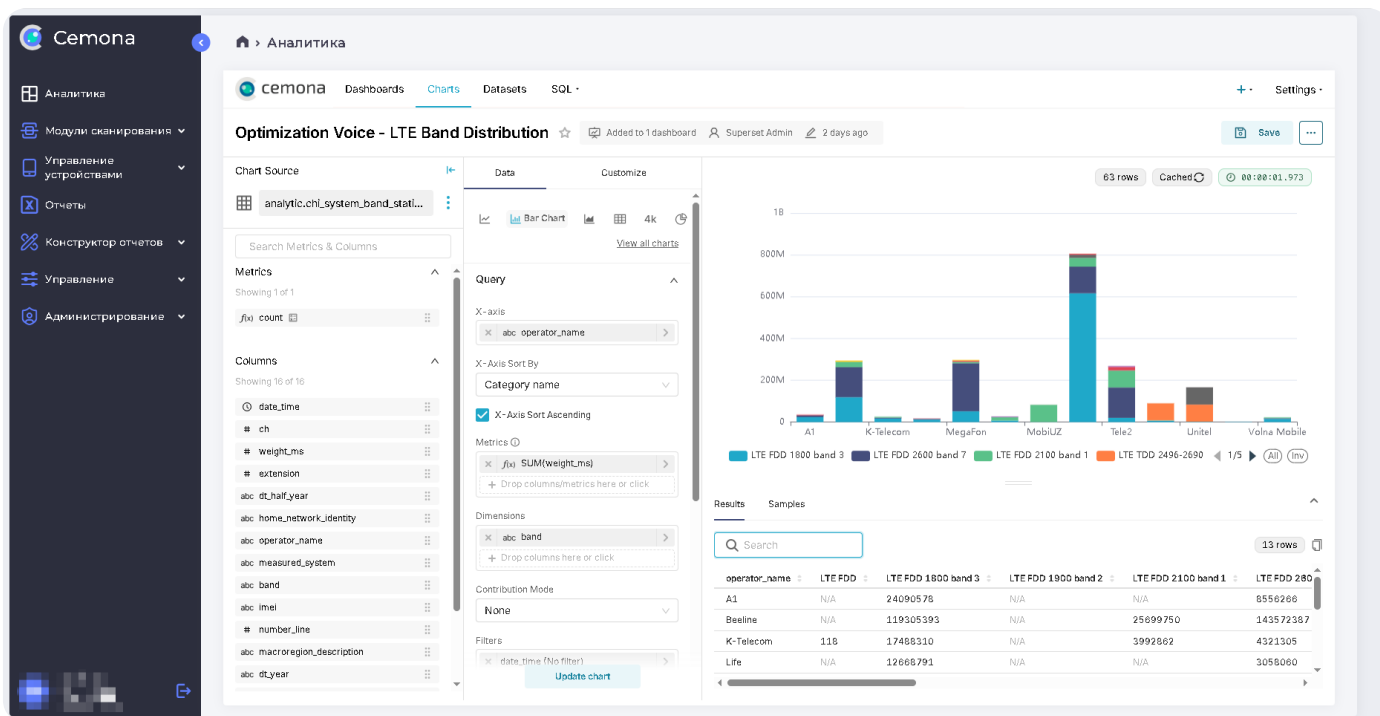 Cemona
Аналитика
Модули сканирования
Управление
устройствами
Отчеты
Конструктор отчетов
Управление
Администрирование
Аналитика
cemona
Dashboards
Charts
Datasets
SQL
Settings
Optimization Voice - LTE Band Distribution
Added to 1 dashboard
Superset Admin
2 days ago
Save
Chart Source
analytic.chi_system_band_stati...
Search Metrics & Columns
Metrics
Showing 1 of 1
f(x) count
Columns
Showing 16 of 16
date_time
# ch
# weight_ms
# extension
abc dt_half_year
abc home_network_identity
abc operator_name
abc measured_system
abc band
abc imei
# number_line
abc macroregion_description
abc dt_year
Data
Customize
Bar Chart
4k
View all charts
Query
X-axis
abc operator_name
X-Axis Sort By
Category name
X-Axis Sort Ascending
Metrics
f(x) SUM(weight_ms)
+ Drop columns/metrics here or click
Dimensions
abc band
+ Drop columns here or click
Contribution Mode
None
Filters
date_time (No filter)
Update chart
63 rows
Cached
00:00:01.973
1B
800M
600M
400M
200M
0
A1 K-Telecom MegaFon MobiUZ Tele2 Unitel Volna Mobile
LTE FDD 1800 band 3 LTE FDD 2600 band 7 LTE FDD 2100 band 1 LTE TDD 2496-2690 1/5 All Inv
Results
Samples
Search
13 rows
operator_name LTE FDD LTE FDD 1800 band 3 LTE FDD 1900 band 2 LTE FDD 2100 band 1 LTE FDD 260
A1 N/A 24090578 N/A N/A 8556266
Beeline N/A 119305393 N/A 25699750 143572387
K-Telecom 118 17488310 N/A 3992862 4321305
Life N/A 12668791 N/A N/A 3058060